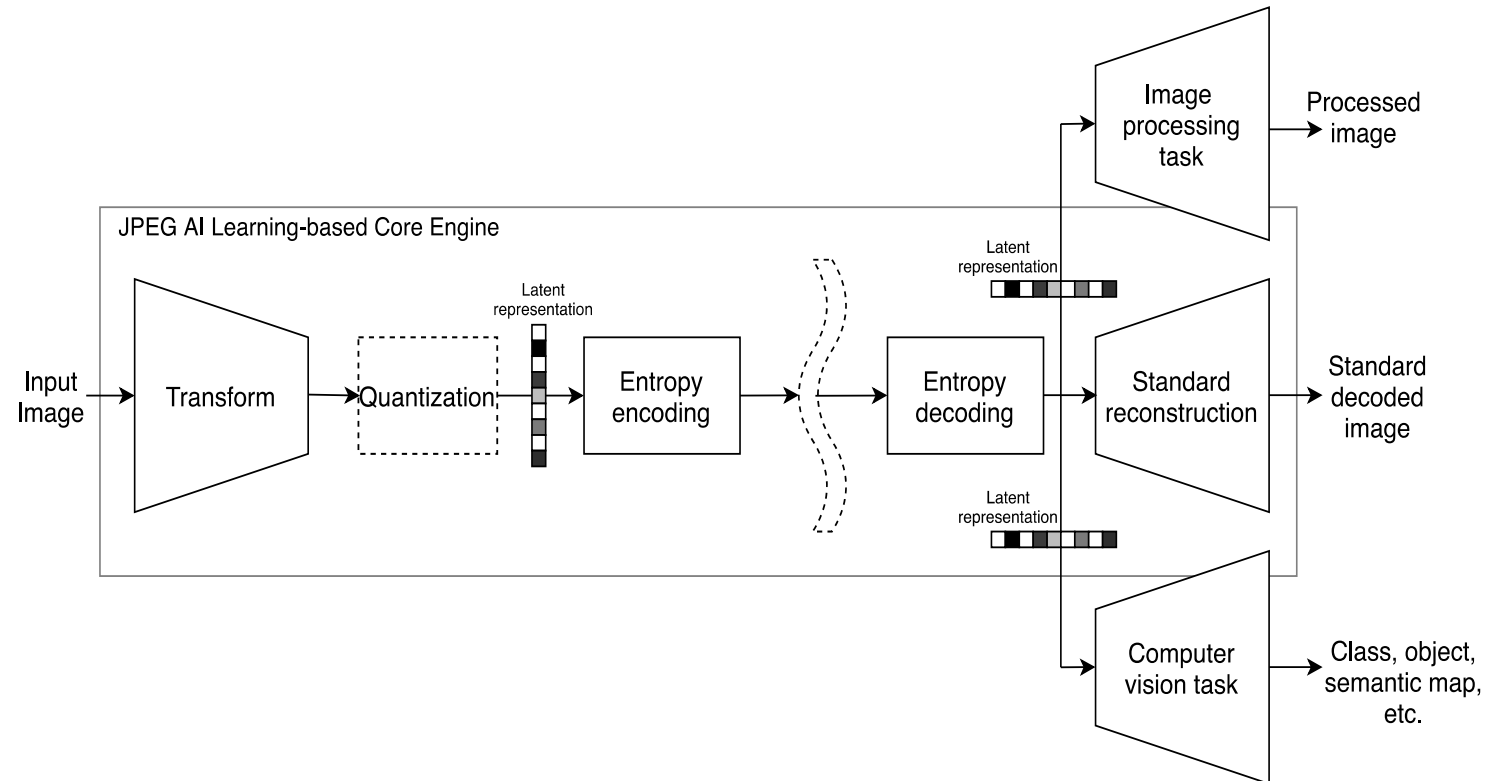 Image
processing
task
Processed
image
JPEG AI Learning-based Core Engine
Latent
representation
Latent
representation
Input
Image
Transform
Quantization
Entropy
encoding
Entropy
decoding
Standard
reconstruction
Standard
decoded
image
Latent
representation
Computer
vision task
Class, object,
semantic map,
etc.